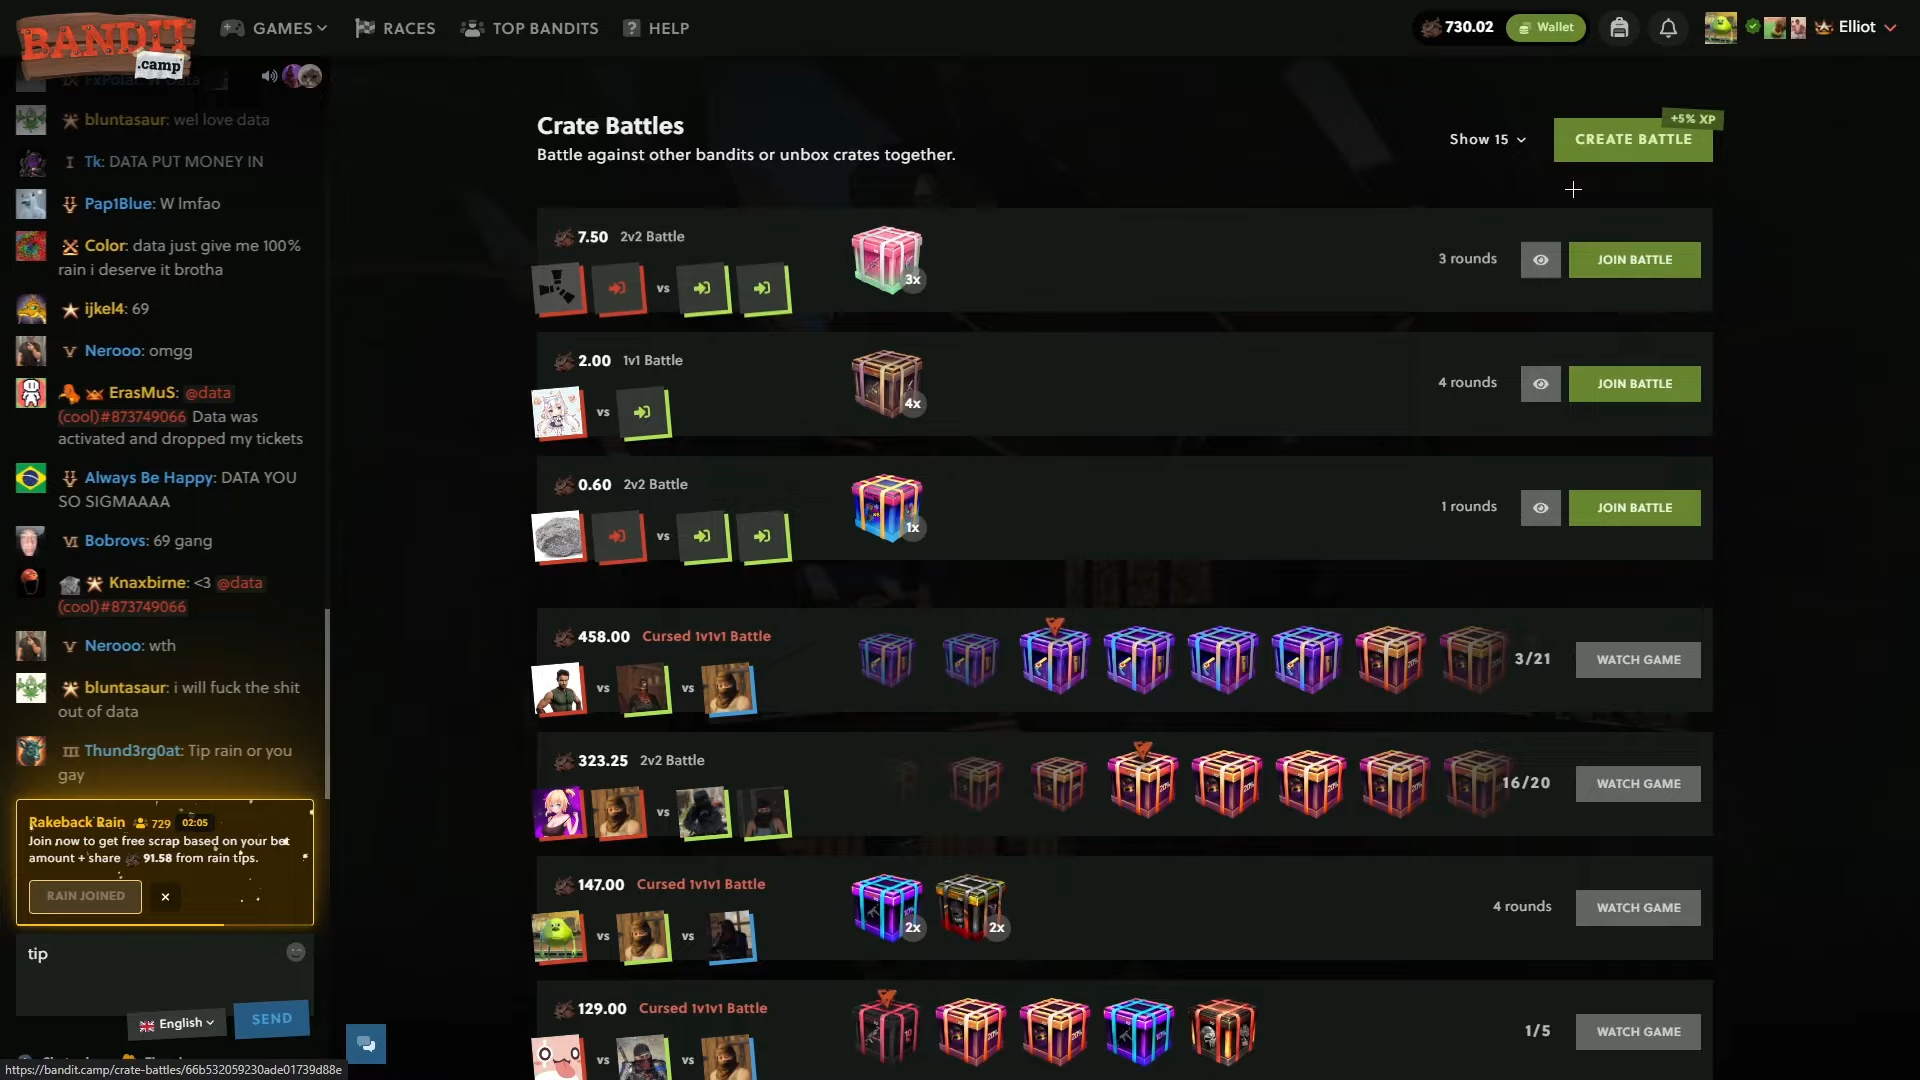 BANDIT
.camp
GAMES
RACES
TOP BANDITS
? HELP
730.02
Wallet
Elliot
bluntasaur: wel love data
I Tk: DATA PUT MONEY IN
Pap1Blue: W lmfao
Color: data just give me 100%
rain i deserve it brotha
ijkel4: 69
V Nerooo: omgg
ErasMuS: @data
(cool)#873749066 Data was
activated and dropped my tickets
Always Be Happy: DATA YOU
SO SIGMAAAA
VI Bobrovs: 69 gang
Knaxbirne: <3 @data
(cool)#873749066
V Nerooo: wth
bluntasaur: i will fuck the shit
out of data
III Thund3rg0at: Tip rain or you
gay
Rakeback Rain 729 02:05
Join now to get free scrap based on your bet
amount + share 91.58 from rain tips.
RAIN JOINED
tip
English
SEND
https://bandit.camp/crate-battles/66b532059230ade01739d88e
Crate Battles
Battle against other bandits or unbox crates together.
Show 15
+5% XP
CREATE BATTLE
7.50 2v2 Battle
vs
3x
3 rounds
JOIN BATTLE
2.00 1v1 Battle
vs
4x
4 rounds
JOIN BATTLE
0.60 2v2 Battle
vs
1x
1 rounds
JOIN BATTLE
458.00 Cursed 1v1v1 Battle
vs vs
3/21
WATCH GAME
323.25 2v2 Battle
vs
16/20
WATCH GAME
147.00 Cursed 1v1v1 Battle
vs vs
2x 2x
4 rounds
WATCH GAME
129.00 Cursed 1v1v1 Battle
vs vs
1/5
WATCH GAME